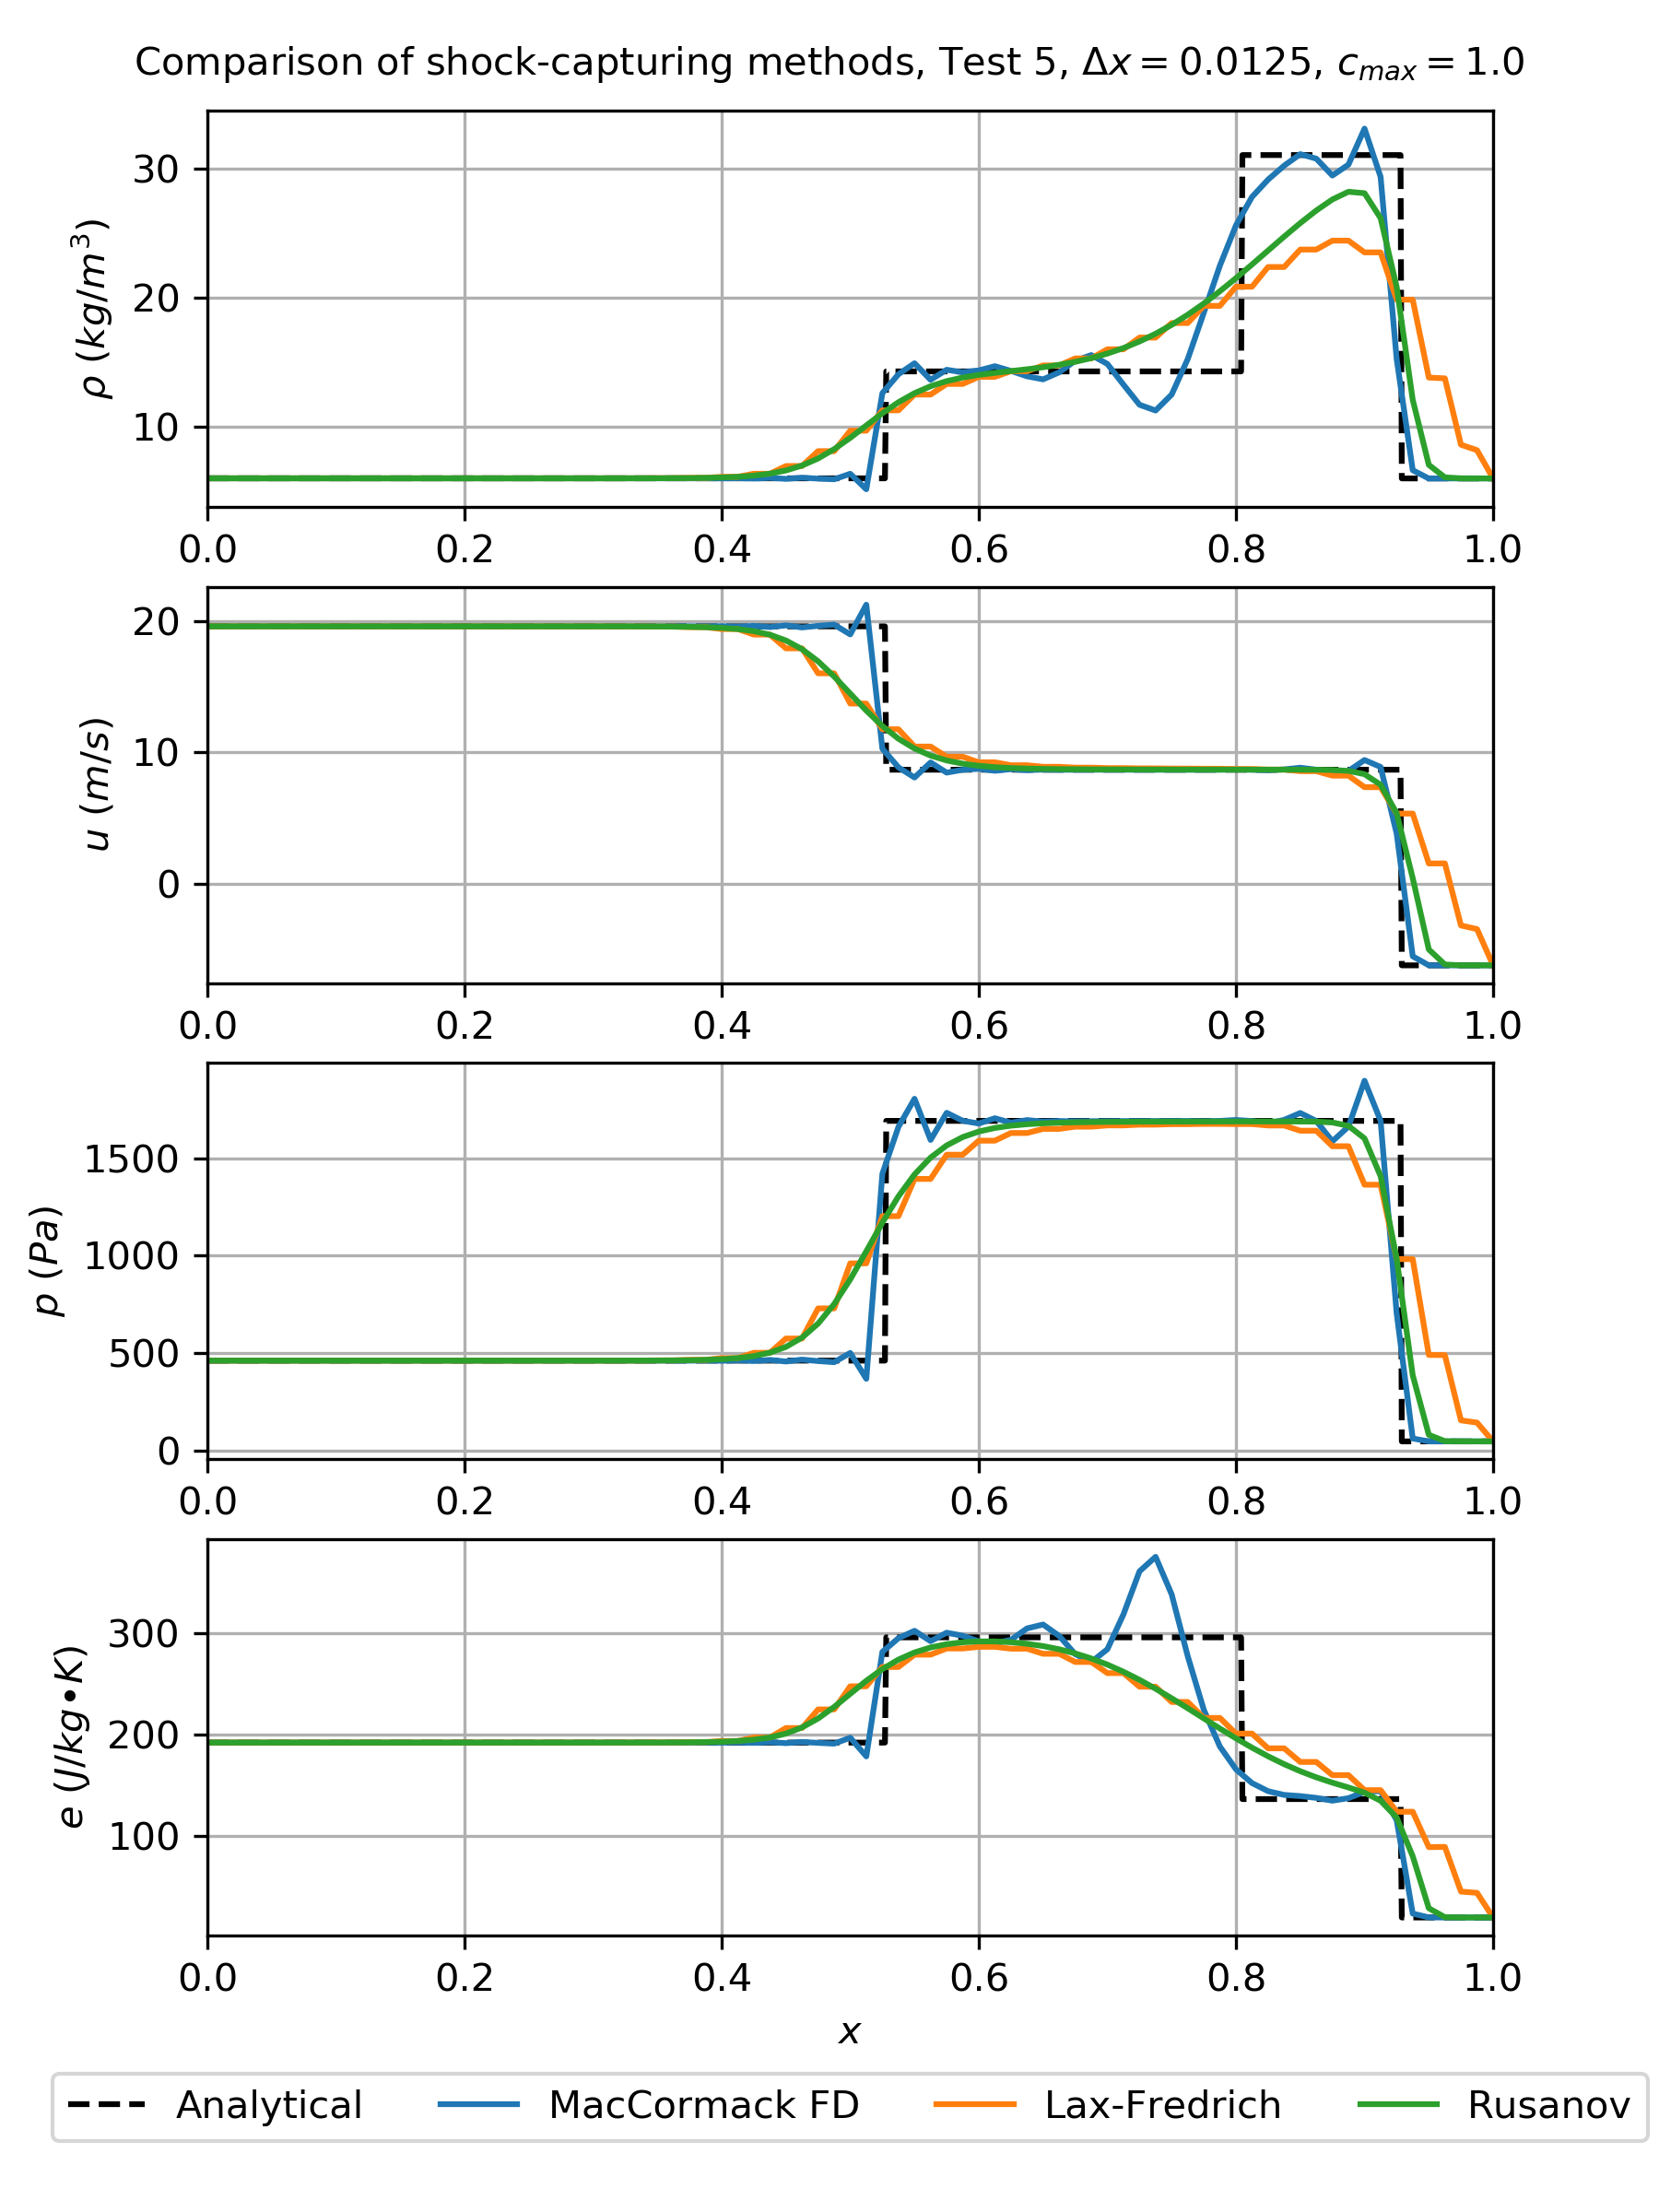 Comparison of shock-capturing methods, Test 5, Δx = 0.0125, c_max = 1.0
30
20
10
ρ (kg/m³)
0.0 0.2 0.4 0.6 0.8 1.0
20
10
0
u (m/s)
0.0 0.2 0.4 0.6 0.8 1.0
1500
1000
500
0
p (Pa)
0.0 0.2 0.4 0.6 0.8 1.0
300
200
100
e (J/kg•K)
0.0 0.2 0.4 0.6 0.8 1.0
x
Analytical MacCormack FD Lax-Fredrich Rusanov